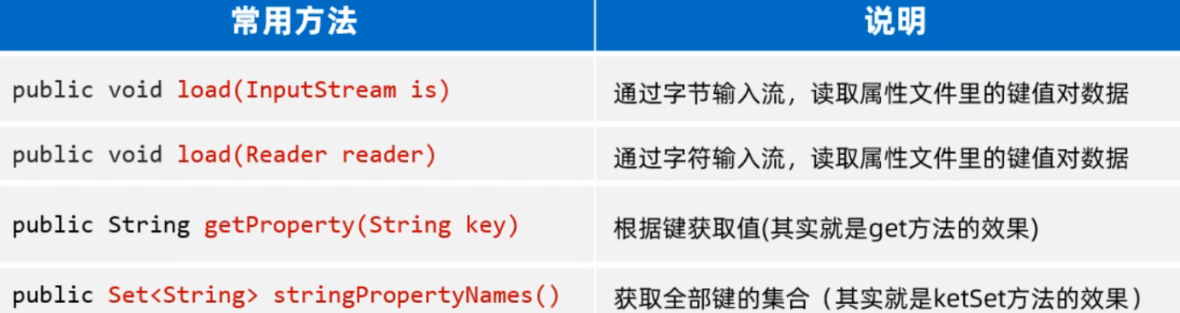 常用方法
说明
public void load(InputStream is)
通过字节输入流，读取属性文件里的键值对数据
public void load(Reader reader)
通过字符输入流，读取属性文件里的键值对数据
public String getProperty(String key)
根据键获取值(其实就是get方法的效果)
public Set<String> stringPropertyNames()
获取全部键的集合（其实就是ketSet方法的效果）